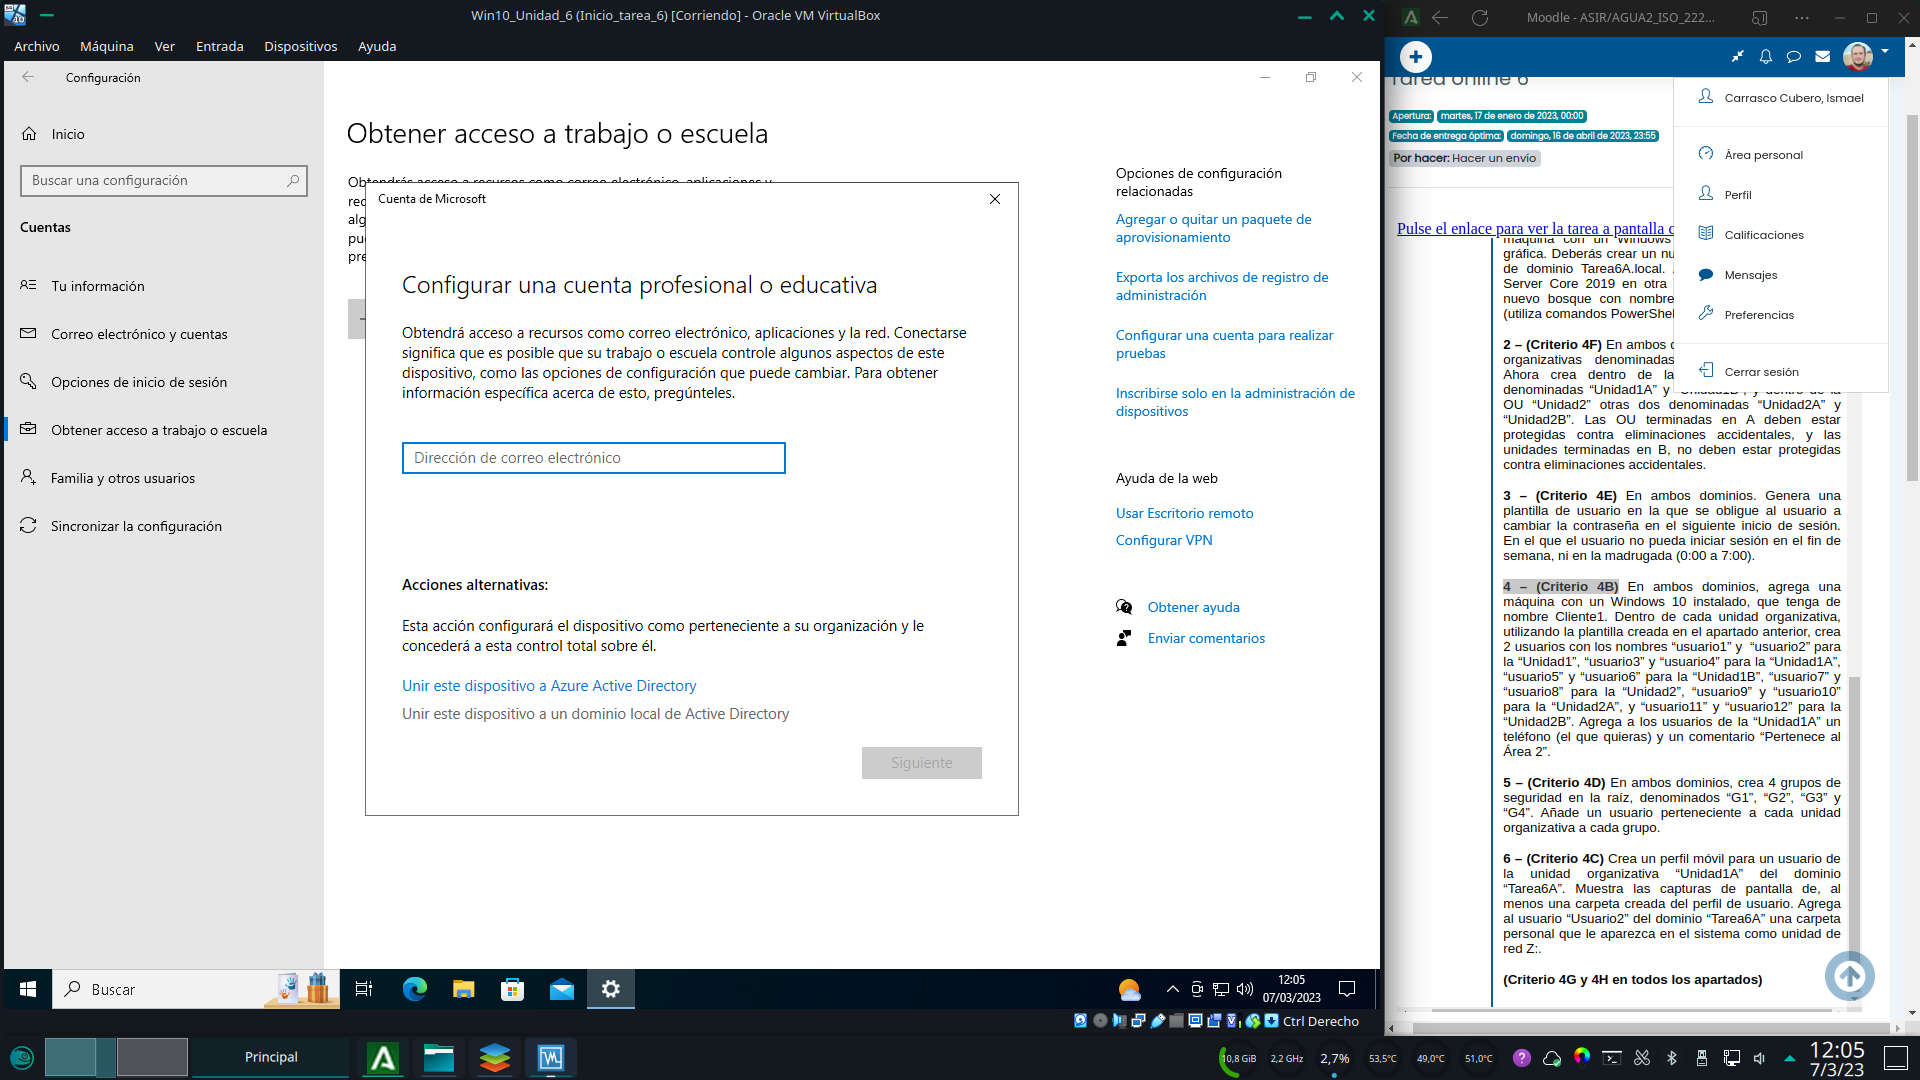 Win10_Unidad_6 (Inicio_tarea_6) [Corriendo] - Oracle VM VirtualBox
Archivo Máquina Ver Entrada Dispositivos Ayuda
Configuración
Inicio
Buscar una configuración
Cuentas
Tu información
Correo electrónico y cuentas
Opciones de inicio de sesión
Obtener acceso a trabajo o escuela
Familia y otros usuarios
Sincronizar la configuración
Obtener acceso a trabajo o escuela
Obtendrás acceso a recursos como correo electrónico, aplicaciones y
Cuenta de Microsoft
Configurar una cuenta profesional o educativa
Obtendrá acceso a recursos como correo electrónico, aplicaciones y la red. Conectarse
significa que es posible que su trabajo o escuela controle algunos aspectos de este
dispositivo, como las opciones de configuración que puede cambiar. Para obtener
información específica acerca de esto, pregúnteles.
Dirección de correo electrónico
Acciones alternativas:
Esta acción configurará el dispositivo como perteneciente a su organización y le
concederá a esta control total sobre él.
Unir este dispositivo a Azure Active Directory
Unir este dispositivo a un dominio local de Active Directory
Siguiente
Opciones de configuración
relacionadas
Agregar o quitar un paquete de
aprovisionamiento
Exporta los archivos de registro de
administración
Configurar una cuenta para realizar
pruebas
Inscribirse solo en la administración de
dispositivos
Ayuda de la web
Usar Escritorio remoto
Configurar VPN
Obtener ayuda
Enviar comentarios
Buscar
12:05
07/03/2023
Ctrl Derecho
Moodle - ASIR/AGUA2_ISO_222...
Tarea online 6
Apertura: martes, 17 de enero de 2023, 00:00
Fecha de entrega óptima: domingo, 16 de abril de 2023, 23:55
Por hacer: Hacer un envío
Carrasco Cubero, Ismael
Área personal
Perfil
Calificaciones
Mensajes
Preferencias
Cerrar sesión
Pulse el enlace para ver la tarea a pantalla c
máquina con un Windows
gráfica. Deberás crear un nu
de dominio Tarea6A.local.
Server Core 2019 en otra
nuevo bosque con nombre
(utiliza comandos PowerShel
2 – (Criterio 4F) En ambos d
organizativas denominadas
Ahora crea dentro de la
denominadas “Unidad1A” y “Unidad1B”, y dentro de la
OU “Unidad2” otras dos denominadas “Unidad2A” y
“Unidad2B”. Las OU terminadas en A deben estar
protegidas contra eliminaciones accidentales, y las
unidades terminadas en B, no deben estar protegidas
contra eliminaciones accidentales.
3 – (Criterio 4E) En ambos dominios. Genera una
plantilla de usuario en la que se obligue al usuario a
cambiar la contraseña en el siguiente inicio de sesión.
En el que el usuario no pueda iniciar sesión en el fin de
semana, ni en la madrugada (0:00 a 7:00).
4 – (Criterio 4B) En ambos dominios, agrega una
máquina con un Windows 10 instalado, que tenga de
nombre Cliente1. Dentro de cada unidad organizativa,
utilizando la plantilla creada en el apartado anterior, crea
2 usuarios con los nombres “usuario1” y “usuario2” para
la “Unidad1”, “usuario3” y “usuario4” para la “Unidad1A”,
“usuario5” y “usuario6” para la “Unidad1B”, “usuario7” y
“usuario8” para la “Unidad2”, “usuario9” y “usuario10”
para la “Unidad2A”, y “usuario11” y “usuario12” para la
“Unidad2B”. Agrega a los usuarios de la “Unidad1A” un
teléfono (el que quieras) y un comentario “Pertenece al
Área 2”.
5 – (Criterio 4D) En ambos dominios, crea 4 grupos de
seguridad en la raíz, denominados “G1”, “G2”, “G3” y
“G4”. Añade un usuario perteneciente a cada unidad
organizativa a cada grupo.
6 – (Criterio 4C) Crea un perfil móvil para un usuario de
la unidad organizativa “Unidad1A” del dominio
“Tarea6A”. Muestra las capturas de pantalla de, al
menos una carpeta creada del perfil de usuario. Agrega
al usuario “Usuario2” del dominio “Tarea6A” una carpeta
personal que le aparezca en el sistema como unidad de
red Z:.
(Criterio 4G y 4H en todos los apartados)
Principal
10,8 GiB 2,2 GHz 2,7% 53,5°C 49,0°C 51,0°C
12:05
7/3/23